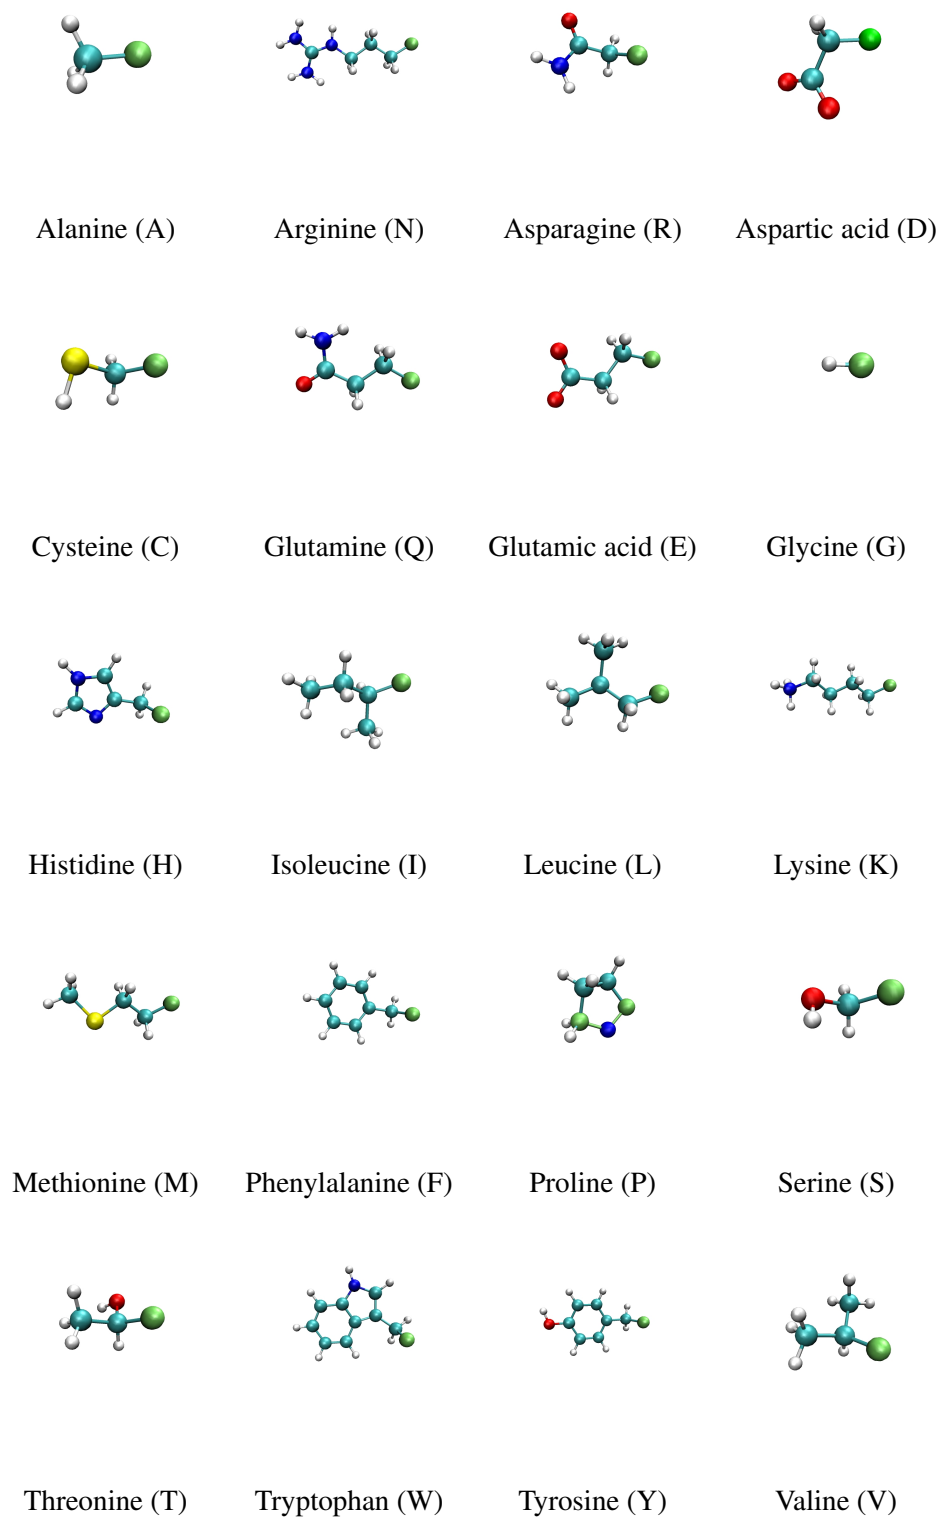 Alanine (A) Arginine (N) Asparagine (R) Aspartic acid (D)
Cysteine (C) Glutamine (Q) Glutamic acid (E) Glycine (G)
Histidine (H) Isoleucine (I) Leucine (L) Lysine (K)
Methionine (M) Phenylalanine (F) Proline (P) Serine (S)
Threonine (T) Tryptophan (W) Tyrosine (Y) Valine (V)